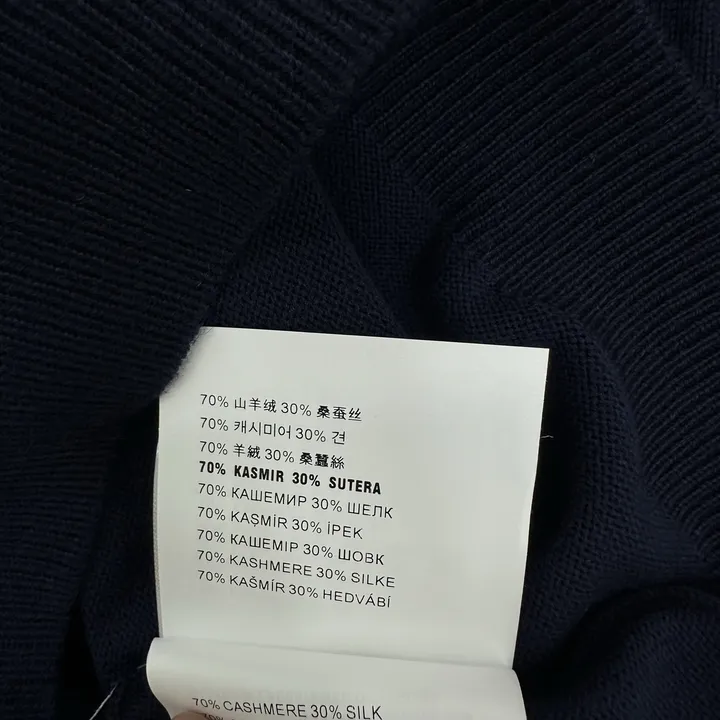 70% 山羊绒 30% 桑蚕丝
70% 캐시미어 30% 견
70% 羊絨 30% 桑蠶絲
70% KASMIR 30% SUTERA
70% КАШЕМИР 30% ШЕЛК
70% KAŞMİR 30% İPEK
70% КАШЕМІР 30% ШОВК
70% KASHMERE 30% SILKE
70% KAŠMÍR 30% HEDVÁBÍ
70% CASHMERE 30% SILK